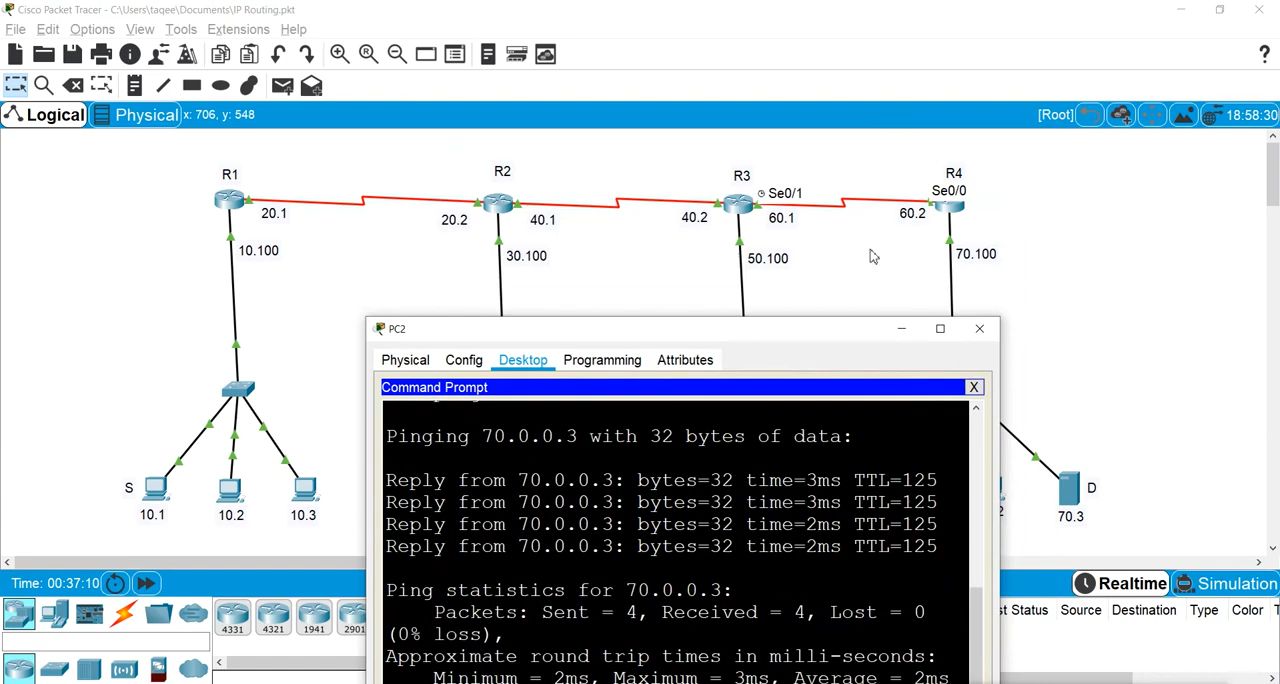 Cisco Packet Tracer - C:\Users\taqee\Documents\IP Routing.pkt
File Edit Options View Tools Extensions Help
?
Logical Physical x: 706, y: 548 [Root] 18:58:30
R1 R2 R3 R4
Se0/1 Se0/0
20.1 20.2 40.1 40.2 60.1 60.2
10.100 30.100 50.100 70.100
PC2
Physical Config Desktop Programming Attributes
Command Prompt X
Pinging 70.0.0.3 with 32 bytes of data:
Reply from 70.0.0.3: bytes=32 time=3ms TTL=125
Reply from 70.0.0.3: bytes=32 time=3ms TTL=125
Reply from 70.0.0.3: bytes=32 time=2ms TTL=125
Reply from 70.0.0.3: bytes=32 time=2ms TTL=125
Ping statistics for 70.0.0.3:
Packets: Sent = 4, Received = 4, Lost = 0
(0% loss),
Approximate round trip times in milli-seconds:
Minimum = 2ms, Maximum = 3ms, Average = 2ms
S D
10.1 10.2 10.3 2 70.3
Time: 00:37:10 Realtime Simulation
4331 4321 1941 2901
st Status Source Destination Type Color